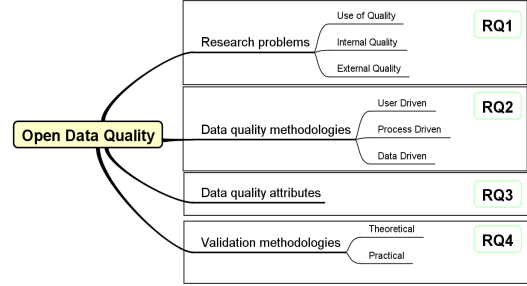 Open Data Quality
Research problems
Use of Quality
Internal Quality
External Quality
RQ1
Data quality methodologies
User Driven
Process Driven
Data Driven
RQ2
Data quality attributes
RQ3
Validation methodologies
Theoretical
Practical
RQ4